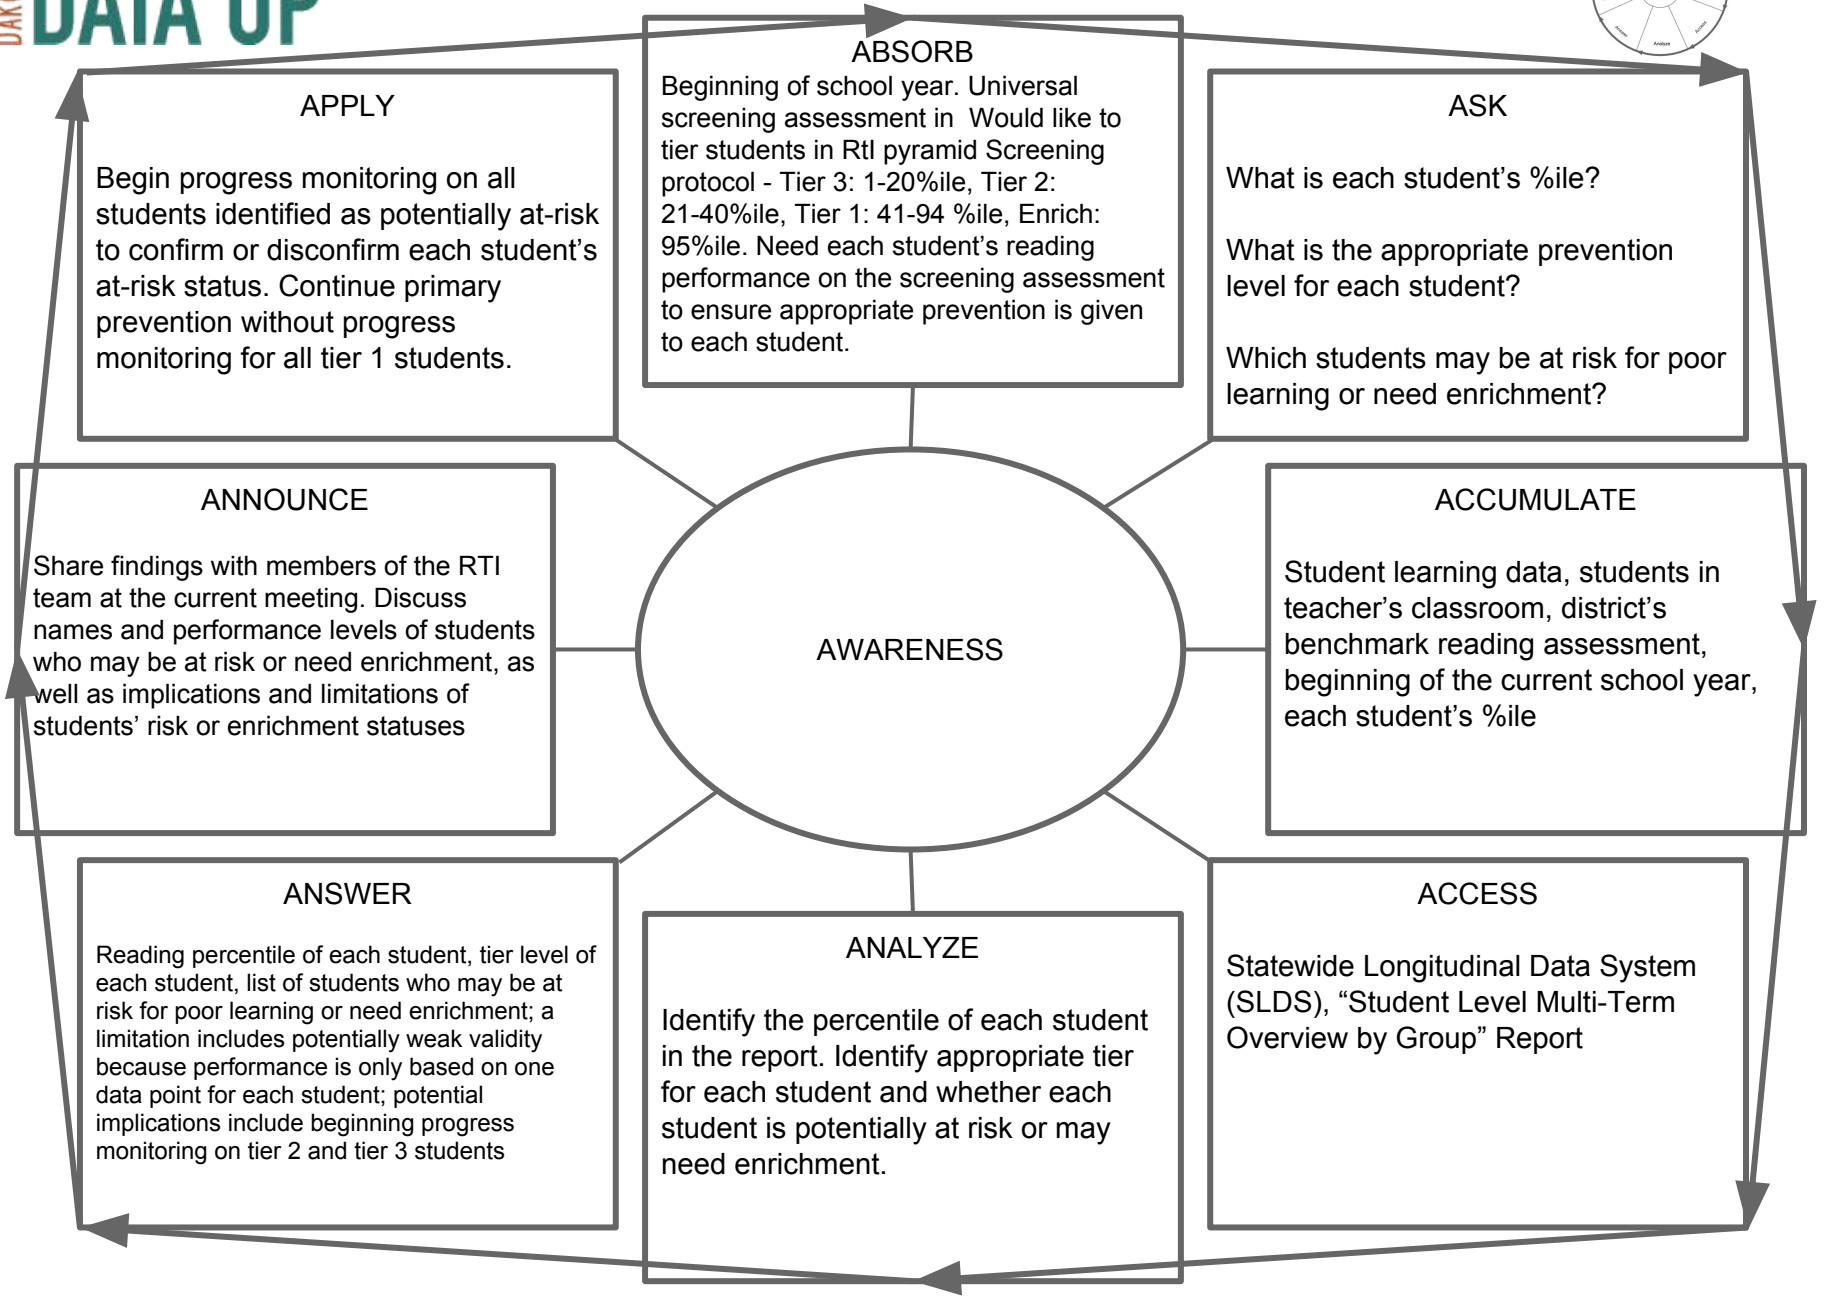 DAKO
DATA UP
Answer
Analyze
Access
ABSORB
Beginning of school year. Universal
screening assessment in  Would like to
tier students in RtI pyramid Screening
protocol - Tier 3: 1-20%ile, Tier 2:
21-40%ile, Tier 1: 41-94 %ile, Enrich:
95%ile. Need each student’s reading
performance on the screening assessment
to ensure appropriate prevention is given
to each student.
ASK
What is each student’s %ile?
What is the appropriate prevention
level for each student?
Which students may be at risk for poor
learning or need enrichment?
ACCUMULATE
Student learning data, students in
teacher’s classroom, district’s
benchmark reading assessment,
beginning of the current school year,
each student’s %ile
ACCESS
Statewide Longitudinal Data System
(SLDS), “Student Level Multi-Term
Overview by Group” Report
ANALYZE
Identify the percentile of each student
in the report. Identify appropriate tier
for each student and whether each
student is potentially at risk or may
need enrichment.
ANSWER
Reading percentile of each student, tier level of
each student, list of students who may be at
risk for poor learning or need enrichment; a
limitation includes potentially weak validity
because performance is only based on one
data point for each student; potential
implications include beginning progress
monitoring on tier 2 and tier 3 students
ANNOUNCE
Share findings with members of the RTI
team at the current meeting. Discuss
names and performance levels of students
who may be at risk or need enrichment, as
well as implications and limitations of
students’ risk or enrichment statuses
APPLY
Begin progress monitoring on all
students identified as potentially at-risk
to confirm or disconfirm each student’s
at-risk status. Continue primary
prevention without progress
monitoring for all tier 1 students.
AWARENESS